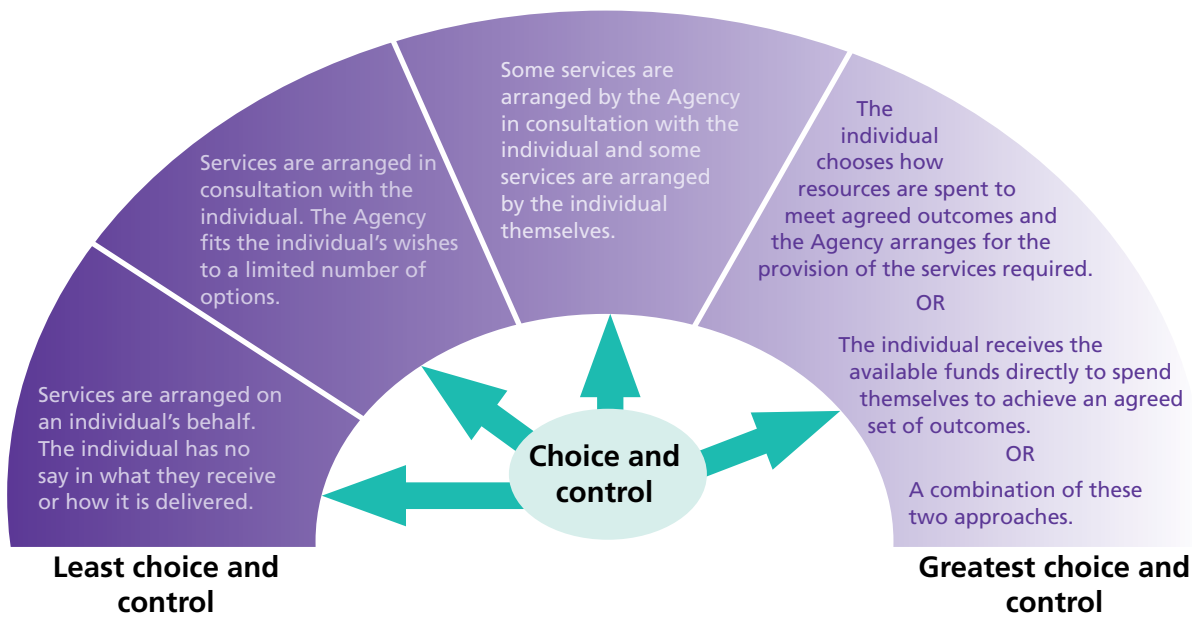 Services are arranged on
an individual’s behalf.
The individual has no
say in what they receive
or how it is delivered.
Services are arranged in
consultation with the
individual. The Agency
fits the individual’s wishes
to a limited number of
options.
Some services are
arranged by the Agency
in consultation with the
individual and some
services are arranged
by the individual
themselves.
The
individual
chooses how
resources are spent to
meet agreed outcomes and
the Agency arranges for the
provision of the services required.
OR
The individual receives the
available funds directly to spend
themselves to achieve an agreed
set of outcomes.
OR
A combination of these
two approaches.
Choice and
control
Least choice and
control
Greatest choice and
control